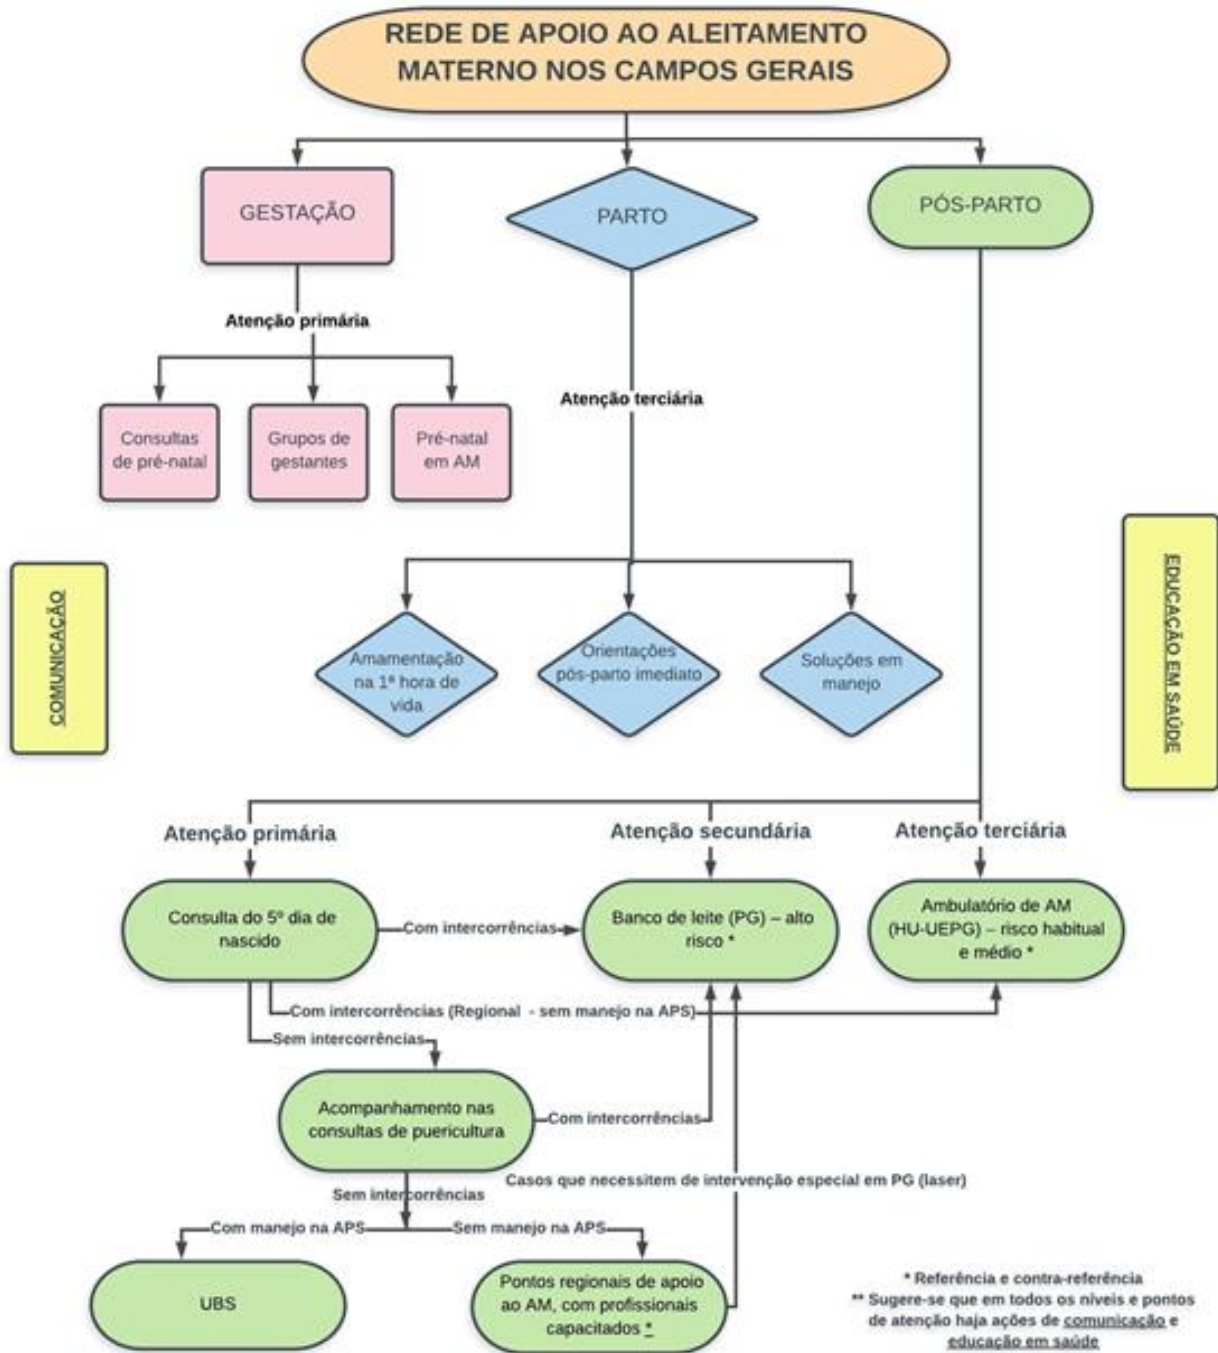 REDE DE APOIO AO ALEITAMENTO
MATERNO NOS CAMPOS GERAIS
GESTAÇÃO
PARTO
PÓS-PARTO
Atenção primária
Consultas
de pré-natal
Grupos de
gestantes
Pré-natal
em AM
Atenção terciária
COMUNICAÇÃO
EDUCAÇÃO EM SAÚDE
Amamentação
na 1ª hora de
vida
Orientações
pós-parto imediato
Soluções em
manejo
Atenção primária
Atenção secundária
Atenção terciária
Consulta do 5º dia de
nascido
Com intercorrências
Banco de leite (PG) – alto
risco *
Ambulatório de AM
(HU-UEPG) – risco habitual
e médio *
Com intercorrências (Regional - sem manejo na APS)
Sem intercorrências
Acompanhamento nas
consultas de puericultura
Com intercorrências
Sem intercorrências
Casos que necessitem de intervenção especial em PG (laser)
Com manejo na APS
Sem manejo na APS
UBS
Pontos regionais de apoio
ao AM, com profissionais
capacitados *
* Referência e contra-referência
** Sugere-se que em todos os níveis e pontos
de atenção haja ações de comunicação e
educação em saúde